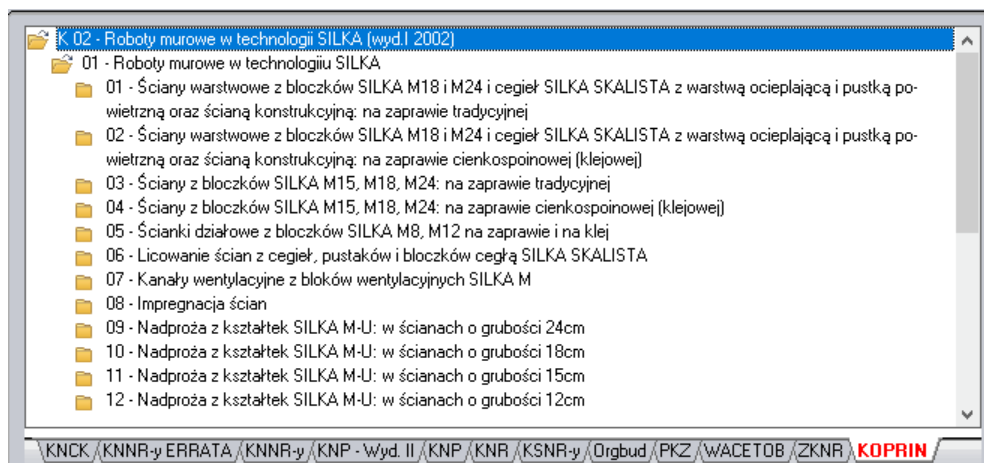 K 02 - Roboty murowe w technologii SILKA (wyd.I 2002)
01 - Roboty murowe w technologiiu SILKA
01 - Ściany warstwowe z bloczków SILKA M18 i M24 i cegieł SILKA SKALISTA z warstwą ocieplającą i pustką po-
wietrzną oraz ścianą konstrukcyjną: na zaprawie tradycyjnej
02 - Ściany warstwowe z bloczków SILKA M18 i M24 i cegieł SILKA SKALISTA z warstwą ocieplającą i pustką po-
wietrzną oraz ścianą konstrukcyjną: na zaprawie cienkospoinowej (klejowej)
03 - Ściany z bloczków SILKA M15, M18, M24: na zaprawie tradycyjnej
04 - Ściany z bloczków SILKA M15, M18, M24: na zaprawie cienkospoinowej (klejowej)
05 - Ścianki działowe z bloczków SILKA M8, M12 na zaprawie i na klej
06 - Licowanie ścian z cegieł, pustaków i bloczków cegłą SILKA SKALISTA
07 - Kanały wentylacyjne z bloków wentylacyjnych SILKA M
08 - Impregnacja ścian
09 - Nadproża z kształtek SILKA M-U: w ścianach o grubości 24cm
10 - Nadproża z kształtek SILKA M-U: w ścianach o grubości 18cm
11 - Nadproża z kształtek SILKA M-U: w ścianach o grubości 15cm
12 - Nadproża z kształtek SILKA M-U: w ścianach o grubości 12cm
KNCK KNNR-y ERRATA KNNR-y KNP - Wyd. II KNP KNR KSNR-y Orgbud PKZ WACETOB ZKNR KOPRIN